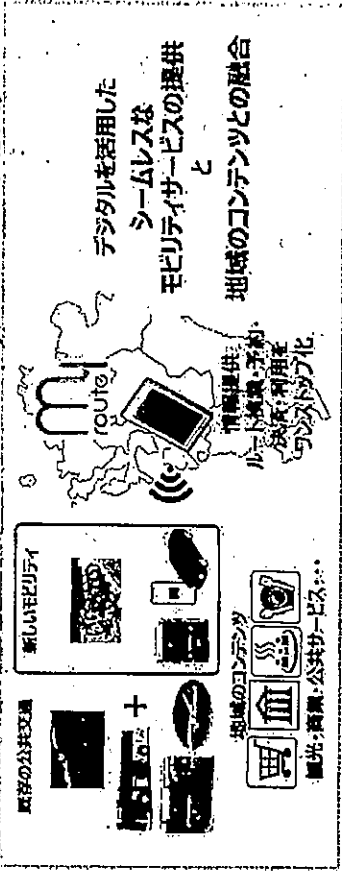 既存の公共交通
+
新しいモビリティ
地域のコンテンツ
観光・商業・公共サービス・・・
my
route
情報提供・
ルート検索・予約・
決済・利用を
ワンストップ化
デジタルを活用した
シームレスな
モビリティサービスの提供
と
地域のコンテンツとの融合